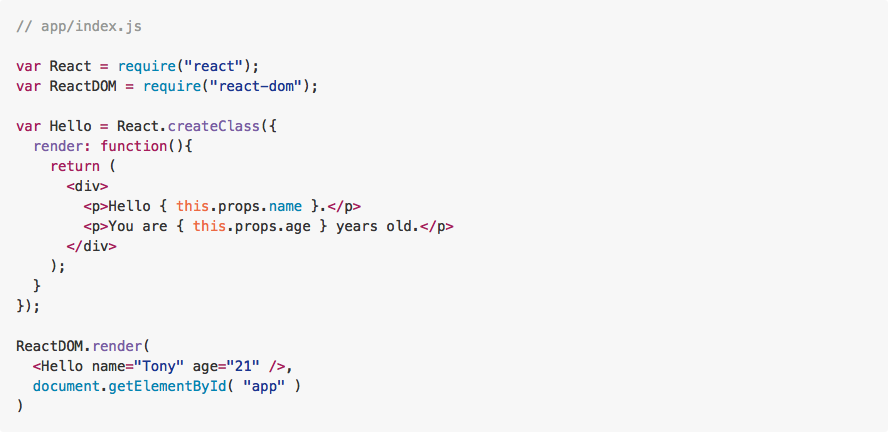 // app/index.js
var React = require("react");
var ReactDOM = require("react-dom");
var Hello = React.createClass({
  render: function(){
    return (
      <div>
        <p>Hello { this.props.name }.</p>
        <p>You are { this.props.age } years old.</p>
      </div>
    );
  }
});
ReactDOM.render(
  <Hello name="Tony" age="21" />,
  document.getElementById( "app" )
)